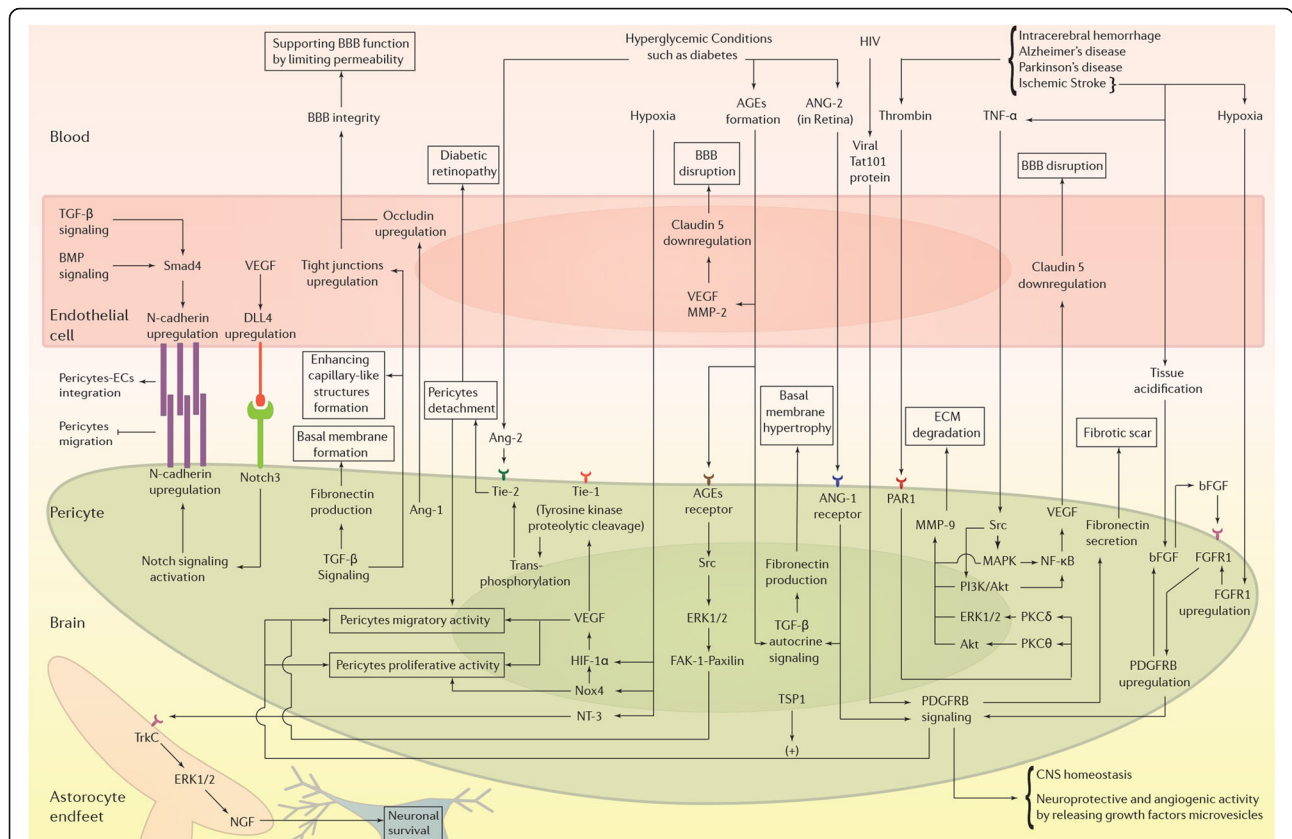 Supporting BBB function
by limiting permeability
Hyperglycemic Conditions
such as diabetes
HIV
Intracerebral hemorrhage
Alzheimer's disease
Parkinson's disease
Ischemic Stroke
BBB integrity
Hypoxia
AGEs
formation
ANG-2
(in Retina)
Thrombin
TNF-α
Hypoxia
Blood
Diabetic
retinopathy
BBB
disruption
Viral
Tat101
protein
BBB disruption
TGF-β
signaling
BMP
signaling
Smad4
VEGF
Occludin
upregulation
Tight junctions
upregulation
Claudin 5
downregulation
VEGF
MMP-2
Claudin 5
downregulation
Endothelial
cell
N-cadherin
upregulation
DLL4
upregulation
Pericytes-ECs
integration
Pericytes
migration
Enhancing
capillary-like
structures
formation
Pericytes
detachment
Basal
membrane
hypertrophy
ECM
degradation
Tissue
acidification
Fibrotic scar
Basal membrane
formation
Ang-2
N-cadherin
upregulation
Notch3
Tie-2
Tie-1
(Tyrosine kinase
proteolytic cleavage)
AGEs
receptor
ANG-1
receptor
PAR1
bFGF
Pericyte
Fibronectin
production
Ang-1
MMP-9
Src
VEGF
Fibronectin
secretion
Notch signaling
activation
TGF-β
Signaling
Trans-
phosphorylation
Src
Fibronectin
production
MAPK
NF-κB
PI3K/Akt
bFGF
FGFR1
FGFR1
upregulation
Brain
Pericytes migratory activity
VEGF
ERK1/2
TGF-β
autocrine
signaling
ERK1/2
PKCδ
Akt
PKCθ
Pericytes proliferative activity
HIF-1α
FAK-1-Paxilin
PDGFRB
upregulation
Nox4
NT-3
TSP1
(+)
PDGFRB
signaling
TrkC
ERK1/2
NGF
Astorocyte
endfeet
Neuronal
survival
CNS homeostasis
Neuroprotective and angiogenic activity
by releasing growth factors microvesicles